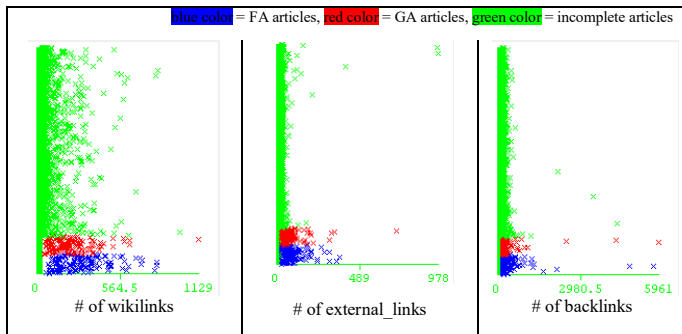 blue color = FA articles, red color = GA articles, green color = incomplete articles
0 564.5 1129
# of wikilinks
0 469 978
# of external_links
0 2980.5 5961
# of backlinks